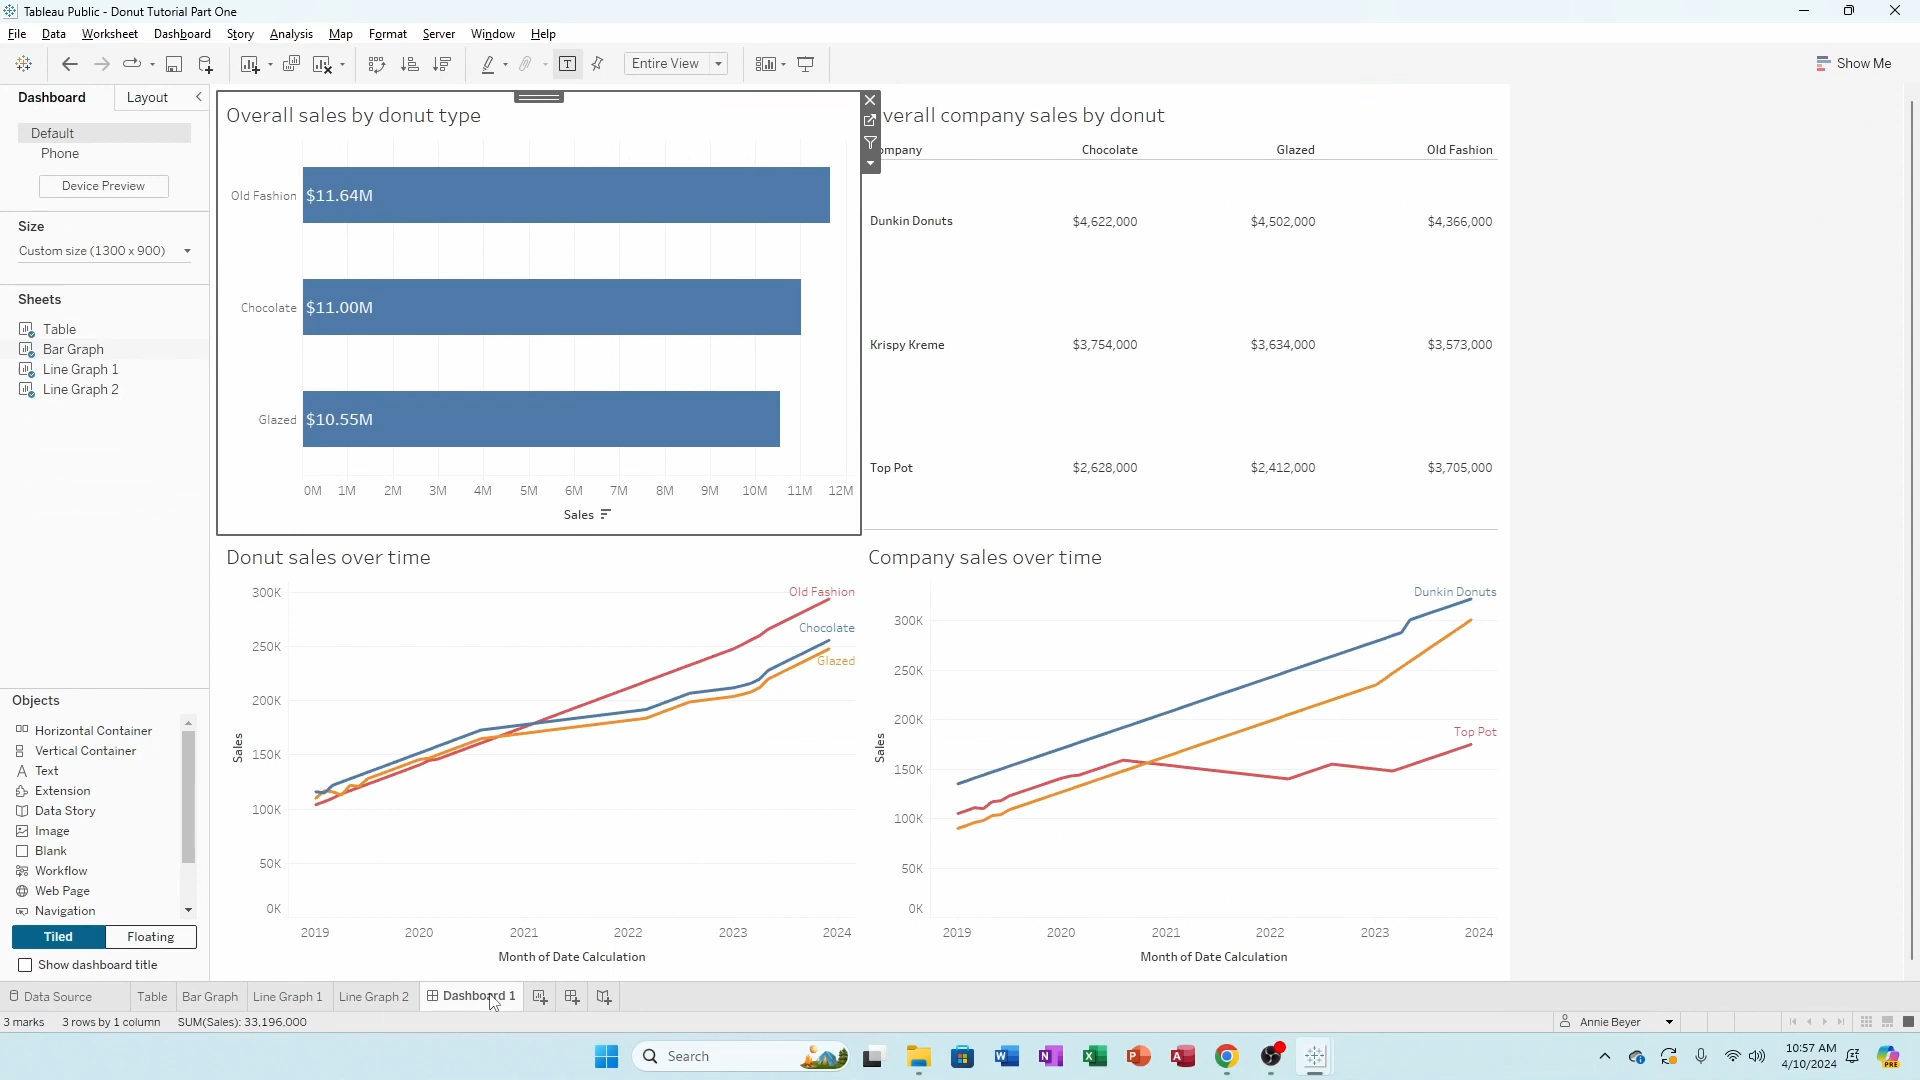 Tableau Public - Donut Tutorial Part One
File Data Worksheet Dashboard Story Analysis Map Format Server Window Help
Entire View
Show Me
Dashboard Layout
Default
Phone
Device Preview
Size
Custom size (1300 x 900)
Sheets
Table
Bar Graph
Line Graph 1
Line Graph 2
Objects
Horizontal Container
Vertical Container
Text
Extension
Data Story
Image
Blank
Workflow
Web Page
Navigation
Tiled Floating
Show dashboard title
Overall sales by donut type
Old Fashion $11.64M
Chocolate $11.00M
Glazed $10.55M
0M 1M 2M 3M 4M 5M 6M 7M 8M 9M 10M 11M 12M
Sales
verall company sales by donut
ompany Chocolate Glazed Old Fashion
Dunkin Donuts $4,622,000 $4,502,000 $4,366,000
Krispy Kreme $3,754,000 $3,634,000 $3,573,000
Top Pot $2,628,000 $2,412,000 $3,705,000
Donut sales over time
300K
250K
200K
150K
100K
50K
0K
Sales
Old Fashion
Chocolate
Glazed
2019 2020 2021 2022 2023 2024
Month of Date Calculation
Company sales over time
300K
250K
200K
150K
100K
50K
0K
Sales
Dunkin Donuts
Top Pot
2019 2020 2021 2022 2023 2024
Month of Date Calculation
Data Source Table Bar Graph Line Graph 1 Line Graph 2 Dashboard 1
3 marks 3 rows by 1 column SUM(Sales): 33,196,000
Annie Beyer
Search
10:57 AM
4/10/2024
PRE